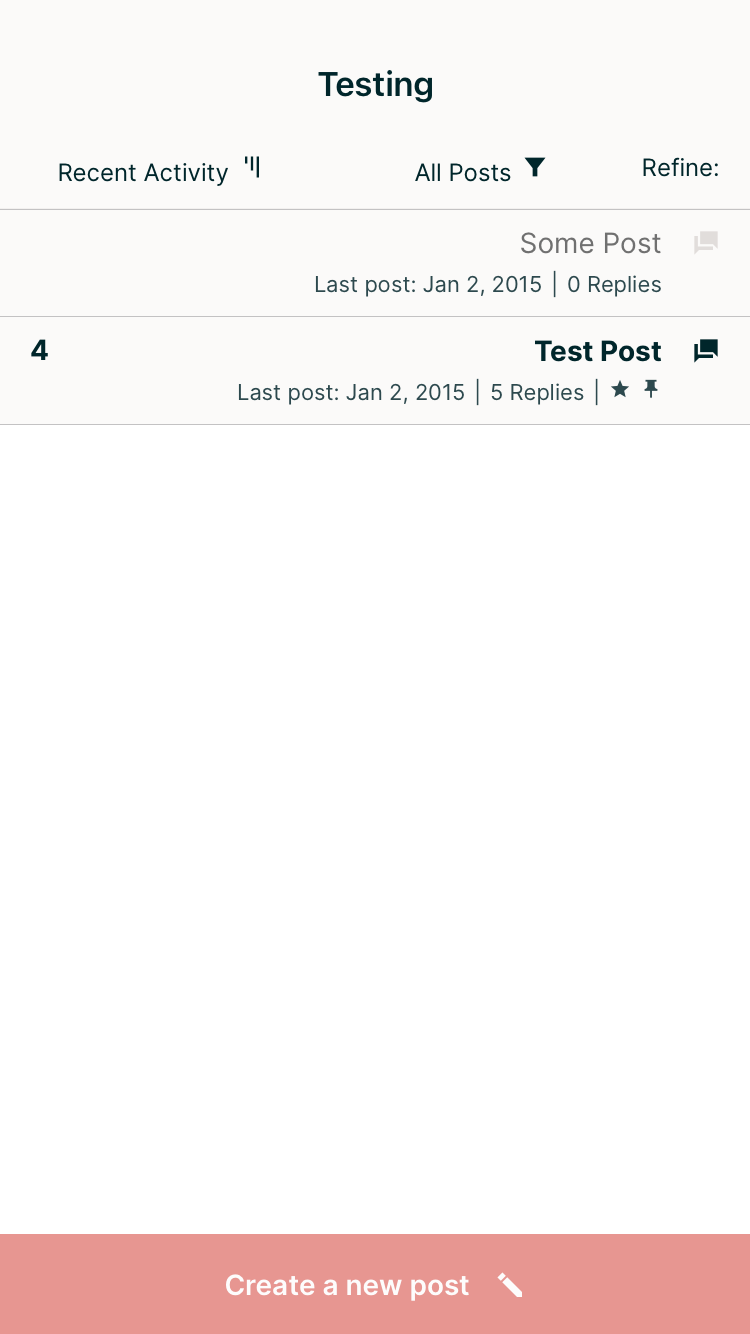 Testing
Refine: All Posts Recent Activity
Some Post
Last post: Jan 2, 2015 | 0 Replies
Test Post 4
Last post: Jan 2, 2015 | 5 Replies |
Create a new post